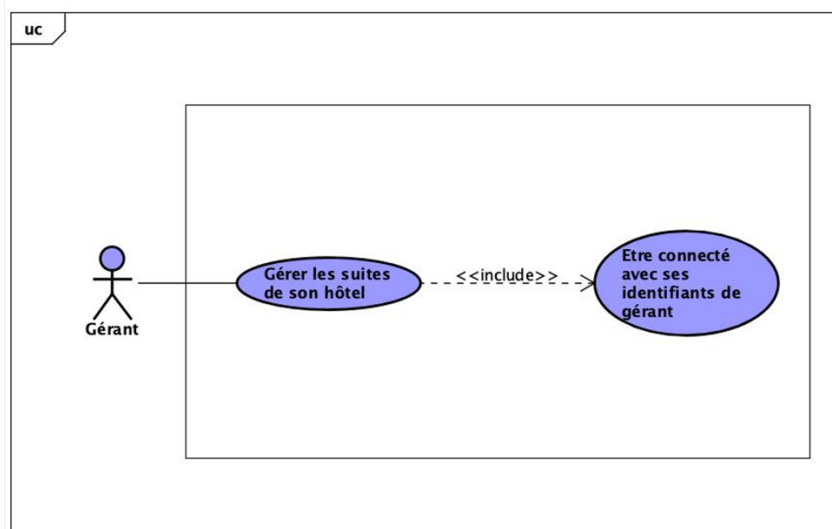 uc
Gérer les suites
de son hôtel
<<include>>
Etre connecté
avec ses
identifiants de
gérant
Gérant